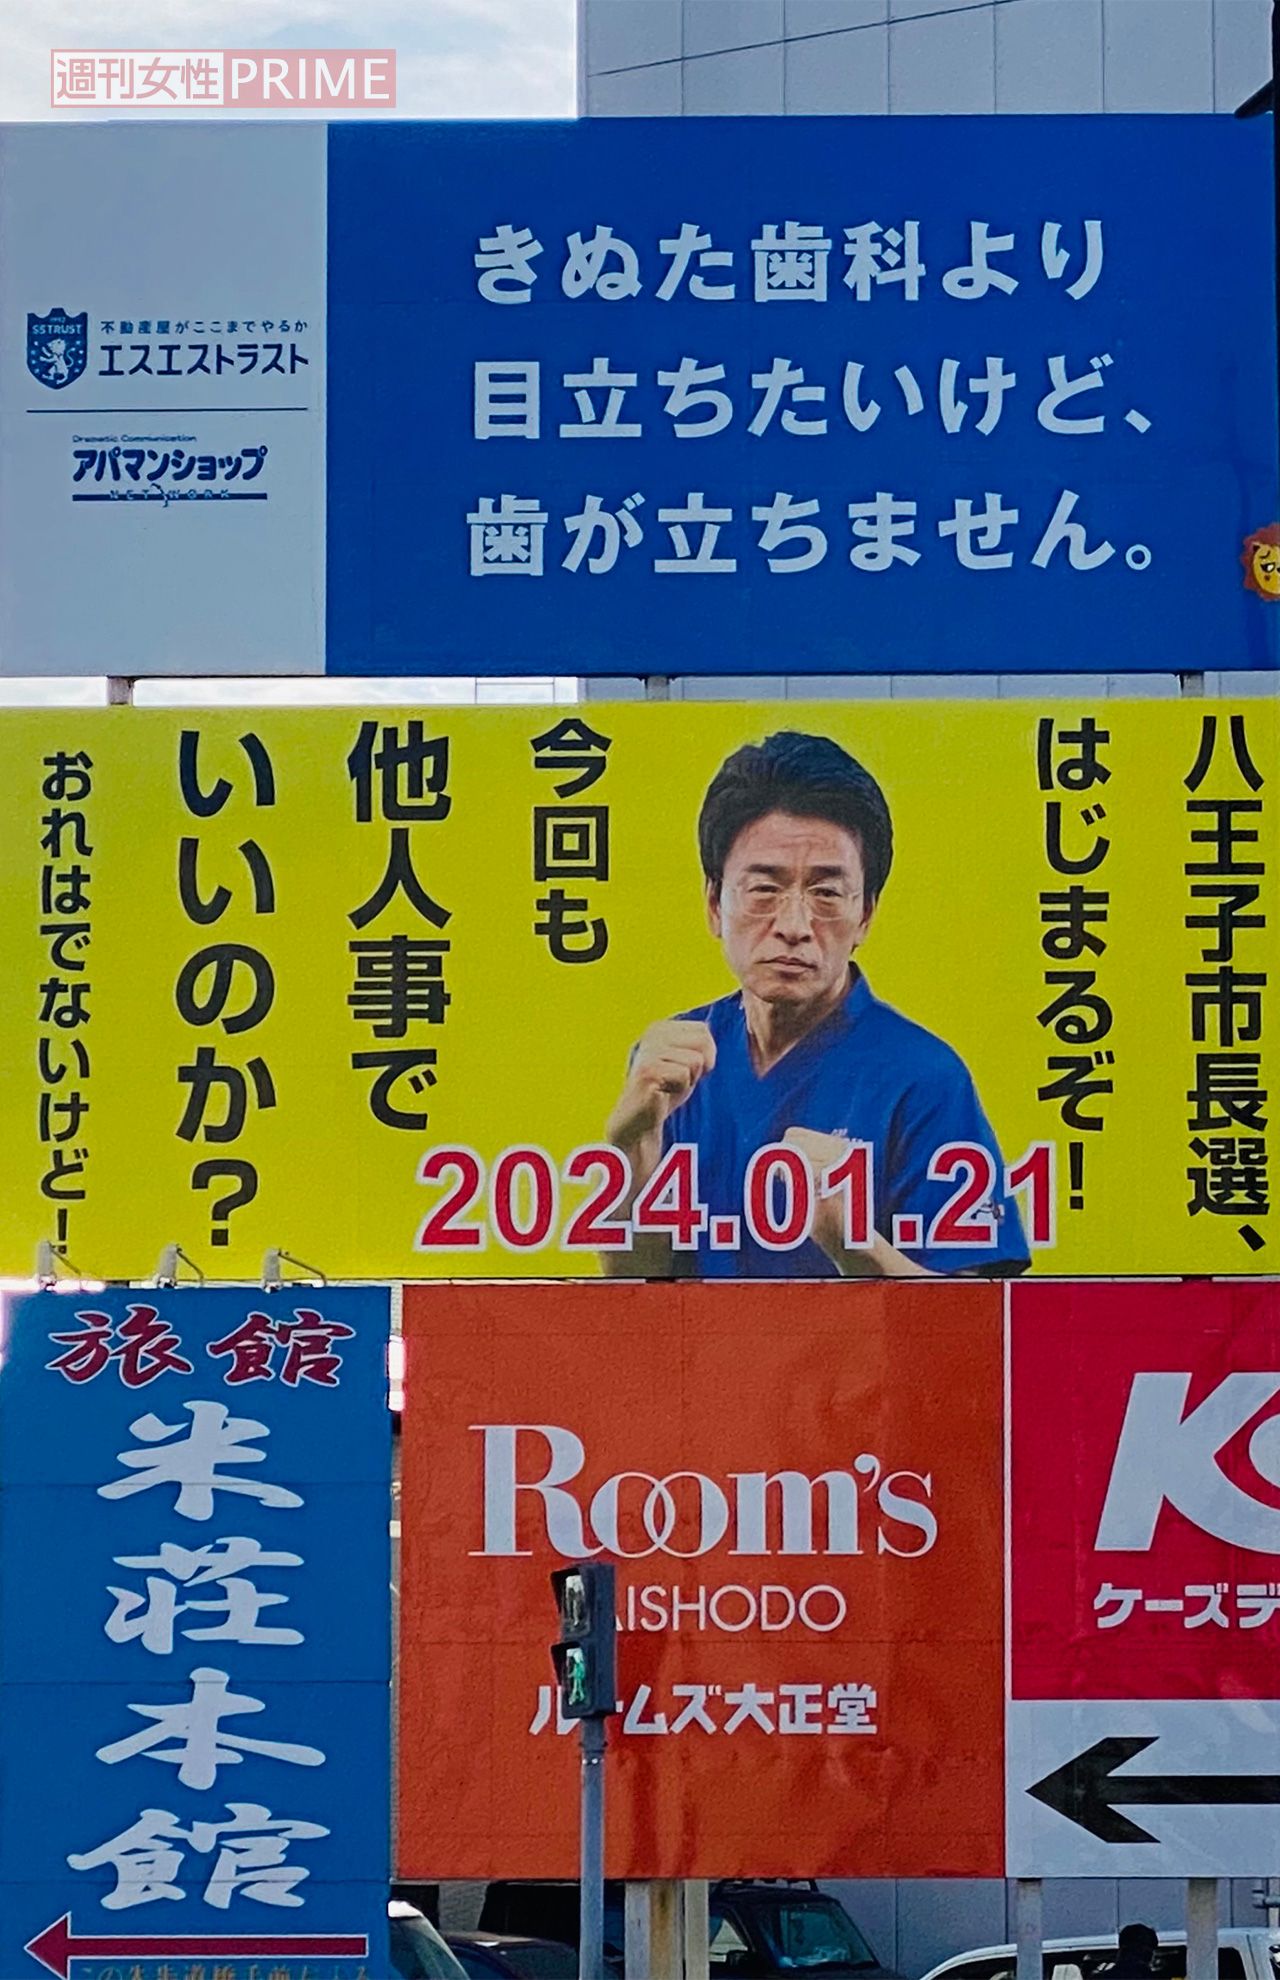 週刊女性PRIME
SS TRUST
不動産屋がここまでやるか
エスエストラスト
Dramatic Communication
アパマンショップ
NETWORK
きぬた歯科より
目立ちたいけど、
歯が立ちません。
八王子市長選、
はじまるぞ!
今回も
他人事で
いいのか?
おれはでないけど!
2024.01.21
旅館
米荘本館
Room's
AISHODO
ルームズ大正堂
K
ケーズデ